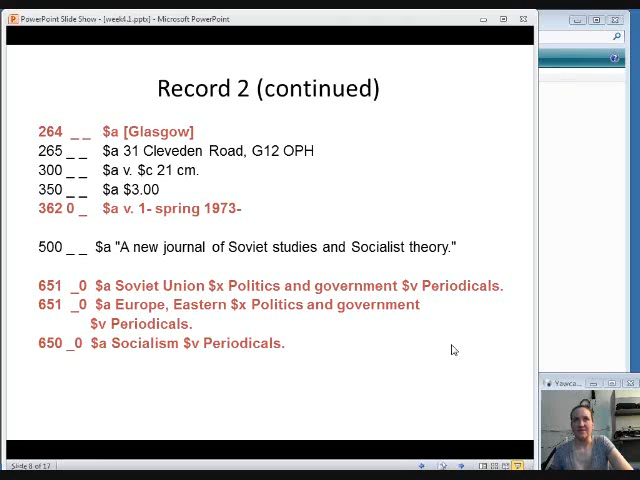 PowerPoint Slide Show - [week4.1.pptx] - Microsoft PowerPoint
Record 2 (continued)
264 _ _ $a [Glasgow]
265 _ _ $a 31 Cleveden Road, G12 OPH
300 _ _ $a v. $c 21 cm.
350 _ _ $a $3.00
362 0 _ $a v. 1- spring 1973-
500 _ _ $a "A new journal of Soviet studies and Socialist theory."
651 _0 $a Soviet Union $x Politics and government $v Periodicals.
651 _0 $a Europe, Eastern $x Politics and government
$v Periodicals.
650 _0 $a Socialism $v Periodicals.
Yawca...
Slide 8 of 17